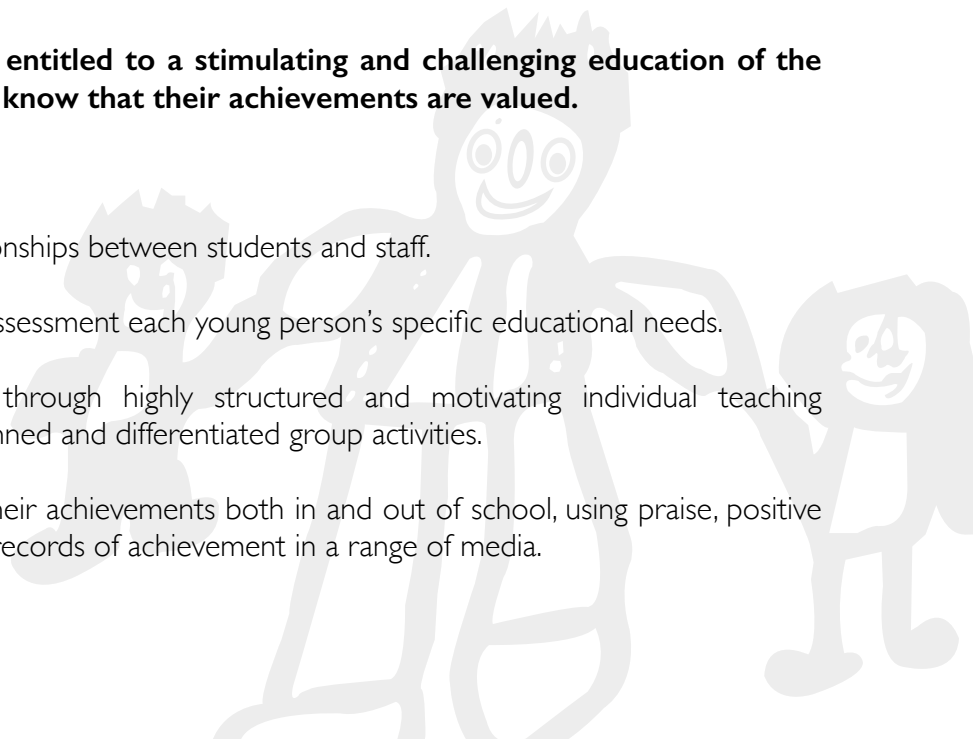 entitled to a stimulating and challenging education of the
know that their achievements are valued.
onships between students and staff.
ssessment each young person’s specific educational needs.
through highly structured and motivating individual teaching
nned and differentiated group activities.
heir achievements both in and out of school, using praise, positive
records of achievement in a range of media.